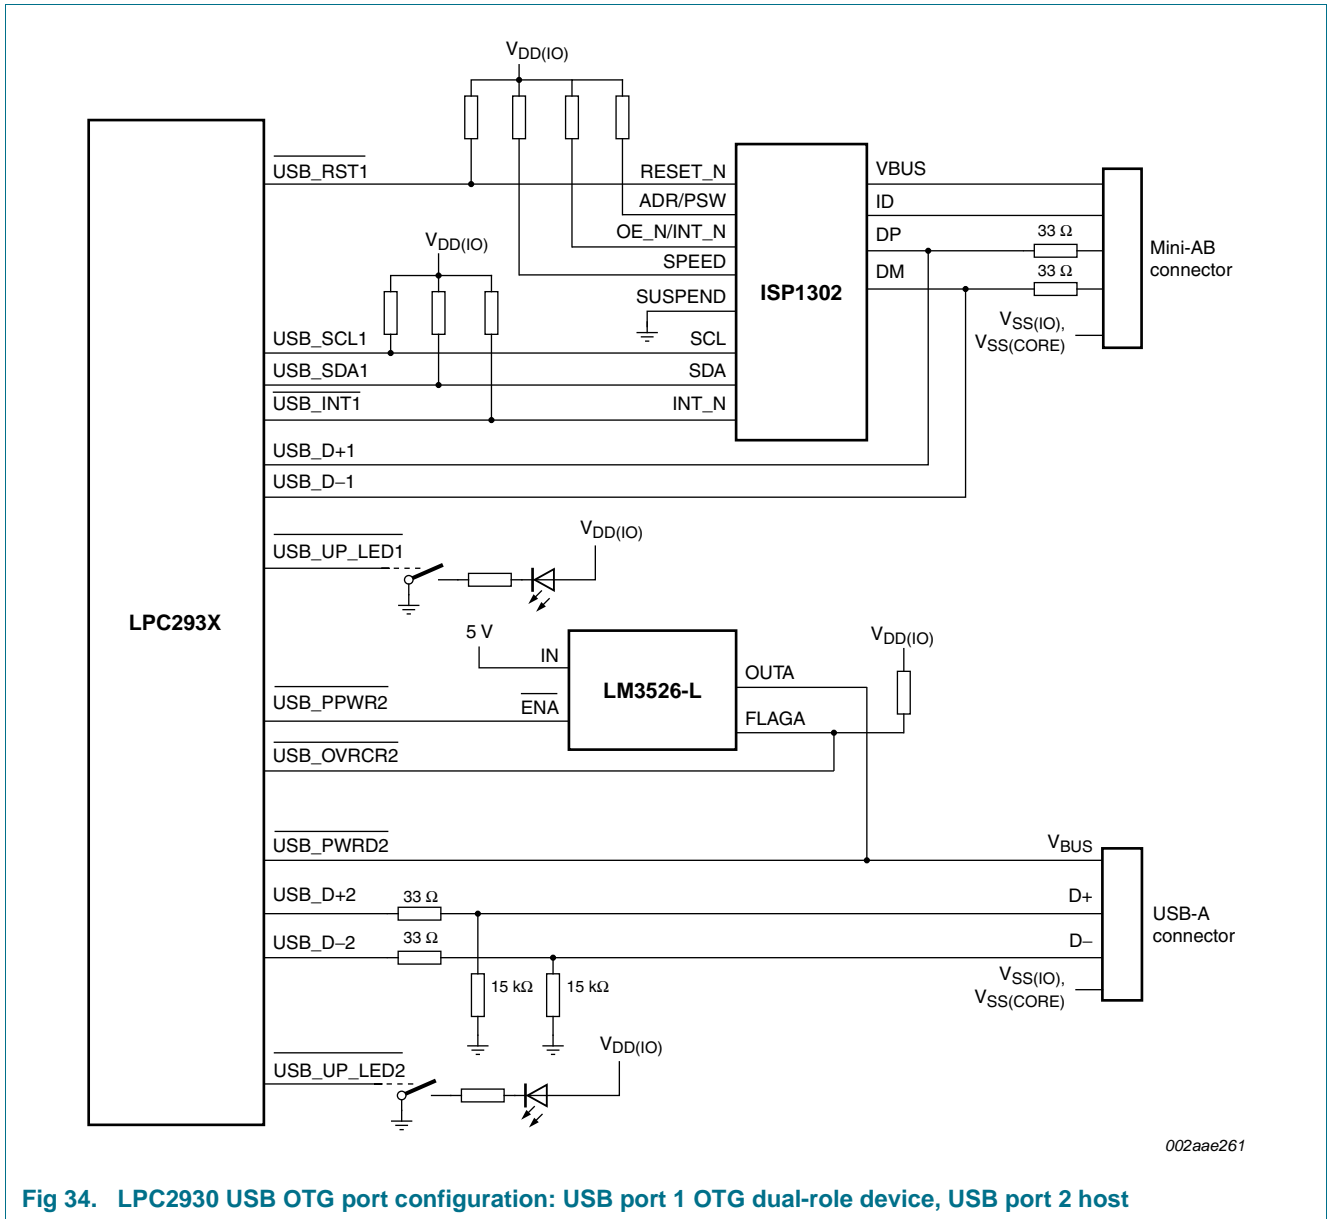 VDD(IO)
USB_RST1
RESET_N
ADR/PSW
OE_N/INT_N
SPEED
SUSPEND
VDD(IO)
USB_SCL1
SCL
USB_SDA1
SDA
USB_INT1
INT_N
USB_D+1
USB_D−1
ISP1302
VBUS
ID
DP
33 Ω
DM
33 Ω
VSS(IO),
VSS(CORE)
Mini-AB
connector
USB_UP_LED1
VDD(IO)
LPC293X
5 V
IN
ENA
LM3526-L
OUTA
FLAGA
VDD(IO)
USB_PPWR2
USB_OVRCR2
USB_PWRD2
VBUS
USB_D+2
33 Ω
D+
USB_D−2
33 Ω
D−
15 kΩ
15 kΩ
VSS(IO),
VSS(CORE)
USB-A
connector
USB_UP_LED2
VDD(IO)
002aae261
Fig 34. LPC2930 USB OTG port configuration: USB port 1 OTG dual-role device, USB port 2 host